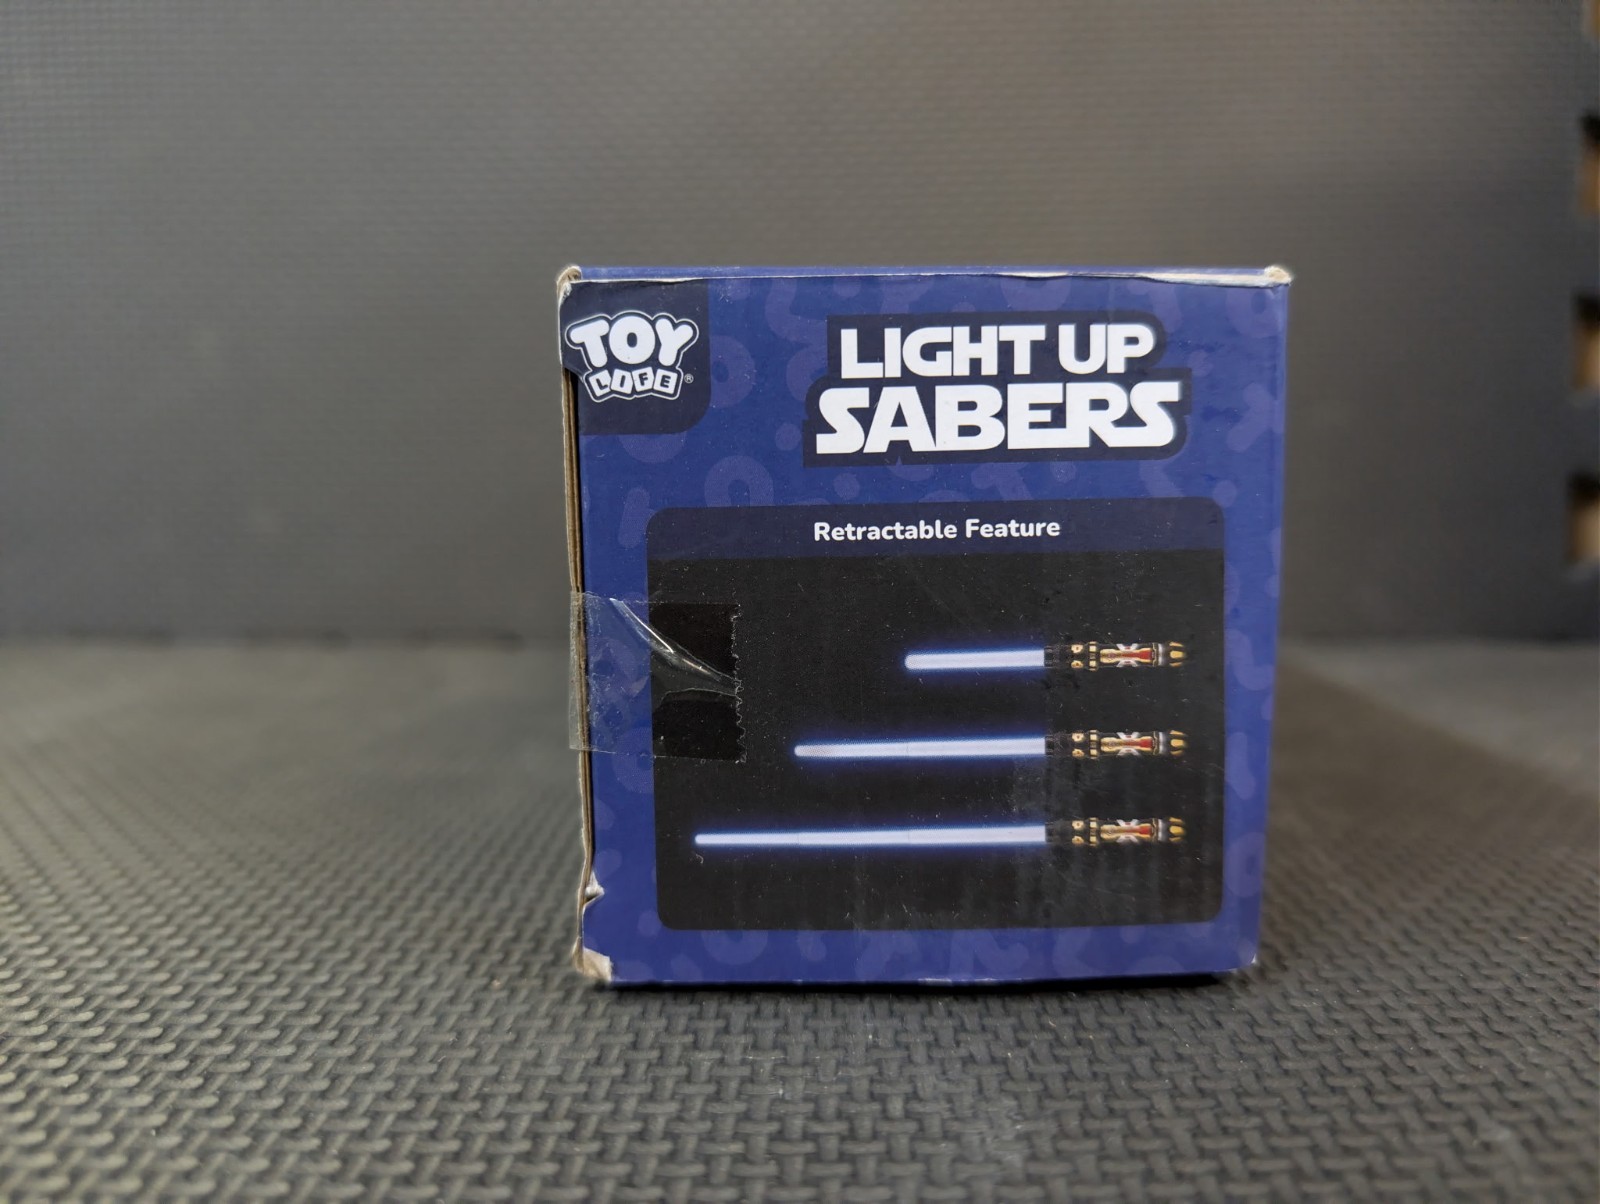 TOY
LIFE®
LIGHT UP
SABERS
Retractable Feature